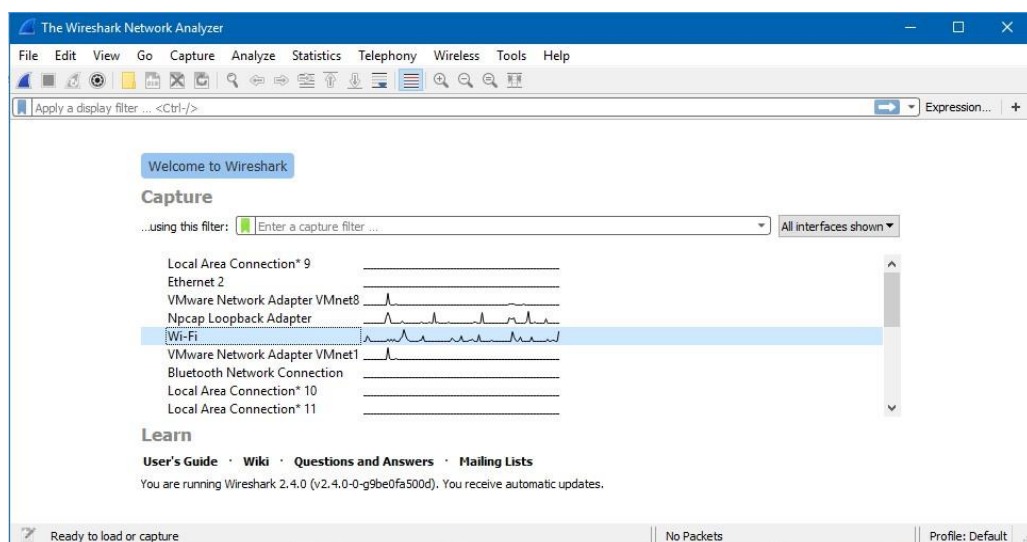 The Wireshark Network Analyzer
File Edit View Go Capture Analyze Statistics Telephony Wireless Tools Help
Apply a display filter ... <Ctrl-/> Expression... +
Welcome to Wireshark
Capture
...using this filter: Enter a capture filter ... All interfaces shown
Local Area Connection* 9
Ethernet 2
VMware Network Adapter VMnet8
Npcap Loopback Adapter
Wi-Fi
VMware Network Adapter VMnet1
Bluetooth Network Connection
Local Area Connection* 10
Local Area Connection* 11
Learn
User's Guide · Wiki · Questions and Answers · Mailing Lists
You are running Wireshark 2.4.0 (v2.4.0-0-g9be0fa500d). You receive automatic updates.
Ready to load or capture No Packets Profile: Default